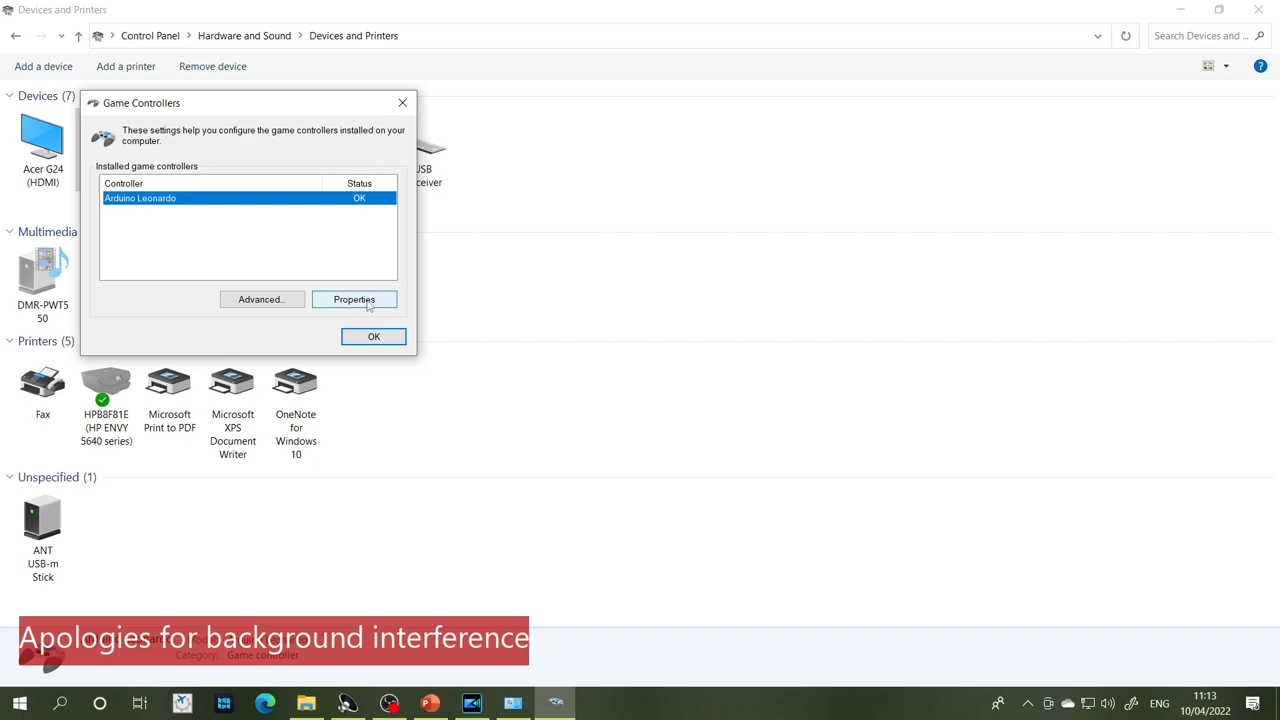 Devices and Printers
Control Panel
Hardware and Sound
Devices and Printers
Search Devices and ...
Add a device
Add a printer
Remove device
Devices (7)
Game Controllers
These settings help you configure the game controllers installed on your
computer.
Installed game controllers
Controller Status
Arduino Leonardo OK
Advanced... Properties
OK
Acer G24
(HDMI)
USB
ceiver
Multimedia
DMR-PWT5
50
Printers (5)
Fax
HPB8F81E
(HP ENVY
5640 series)
Microsoft
Print to PDF
Microsoft
XPS
Document
Writer
OneNote
for
Windows
10
Unspecified (1)
ANT
USB-m
Stick
Apologies for background interference
Category: Game controller
ENG
11:13
10/04/2022